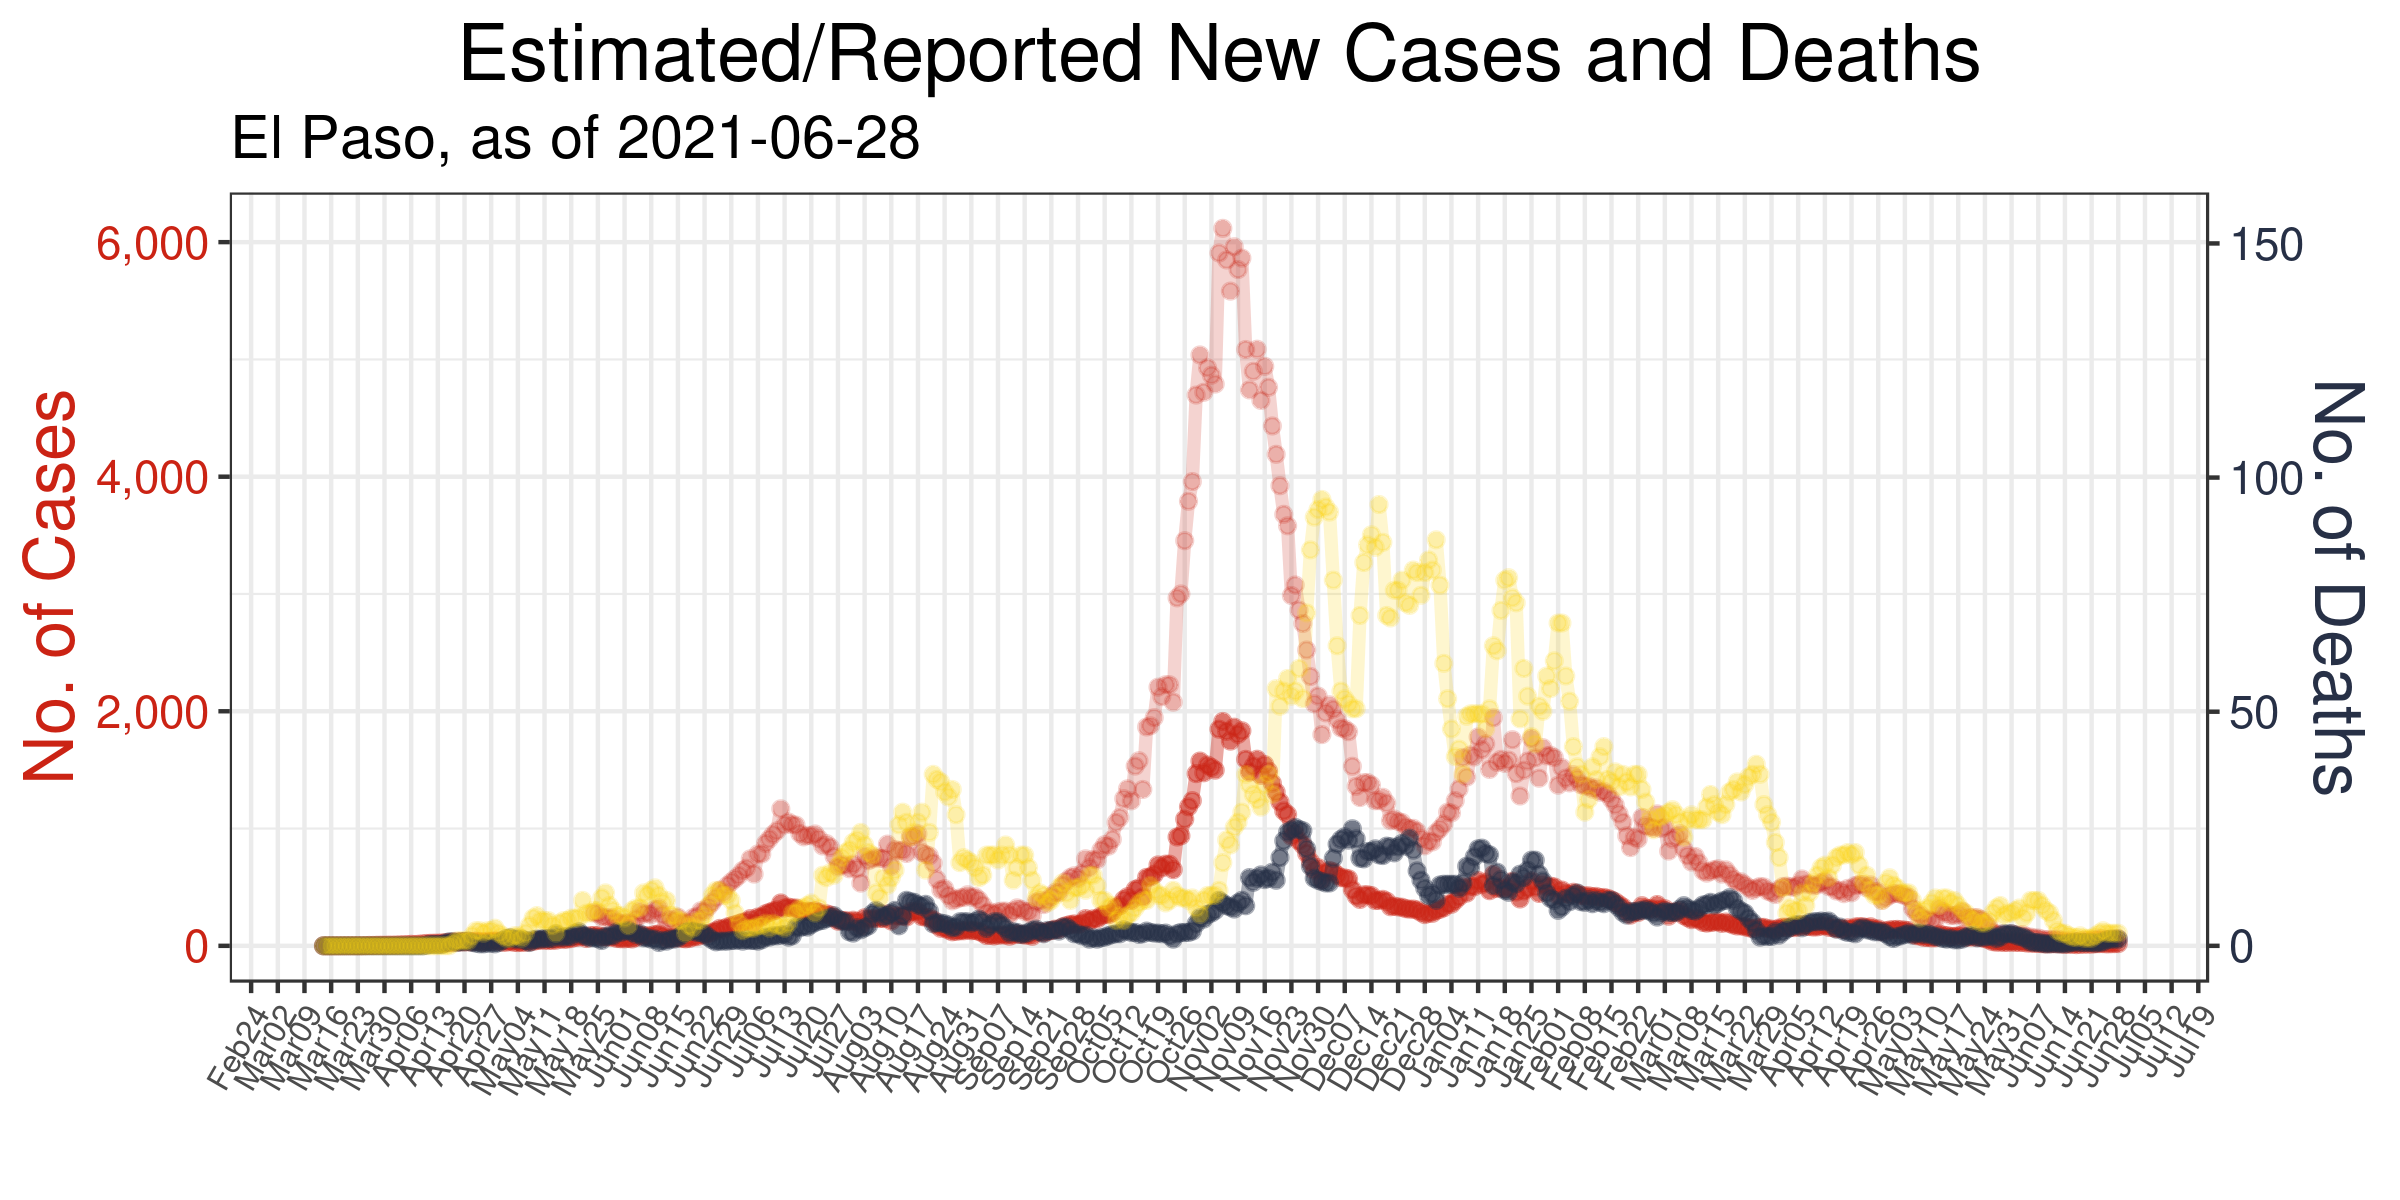 Estimated/Reported New Cases and Deaths
El Paso, as of 2021-06-28
No. of Cases
6,000
4,000
2,000
0
150
100
50
0
No. of Deaths
Feb24 Mar02 Mar09 Mar16 Mar23 Mar30 Apr06 Apr13 Apr20 Apr27 May04 May11 May18 May25 Jun01 Jun08 Jun15 Jun22 Jun29 Jul06 Jul13 Jul20 Jul27 Aug03 Aug10 Aug17 Aug24 Aug31 Sep07 Sep14 Sep21 Sep28 Oct05 Oct12 Oct19 Oct26 Nov02 Nov09 Nov16 Nov23 Nov30 Dec07 Dec14 Dec21 Dec28 Jan04 Jan11 Jan18 Jan25 Feb01 Feb08 Feb15 Feb22 Mar01 Mar08 Mar15 Mar22 Mar29 Apr05 Apr12 Apr19 Apr26 May03 May10 May17 May24 May31 Jun07 Jun14 Jun21 Jun28 Jul05 Jul12 Jul19